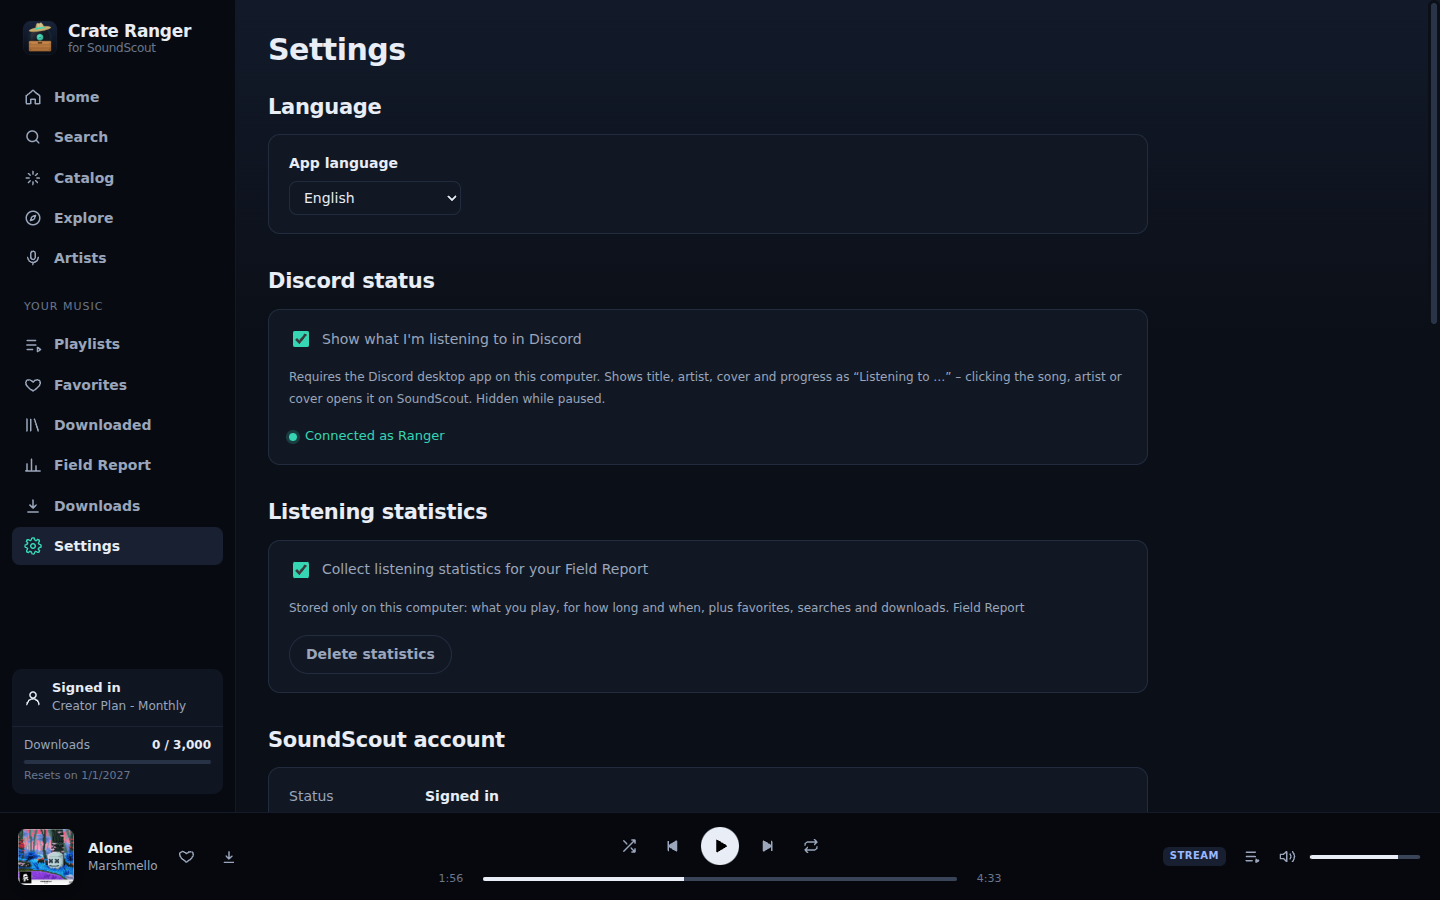 Crate Ranger
for SoundScout
Home
Search
Catalog
Explore
Artists
YOUR MUSIC
Playlists
Favorites
Downloaded
Field Report
Downloads
Settings
Signed in
Creator Plan - Monthly
Downloads 0 / 3,000
Resets on 1/1/2027
Settings
Language
App language
English
Discord status
Show what I'm listening to in Discord
Requires the Discord desktop app on this computer. Shows title, artist, cover and progress as “Listening to ...” – clicking the song, artist or
cover opens it on SoundScout. Hidden while paused.
Connected as Ranger
Listening statistics
Collect listening statistics for your Field Report
Stored only on this computer: what you play, for how long and when, plus favorites, searches and downloads. Field Report
Delete statistics
SoundScout account
Status Signed in
Alone
Marshmello
1:56 4:33
STREAM